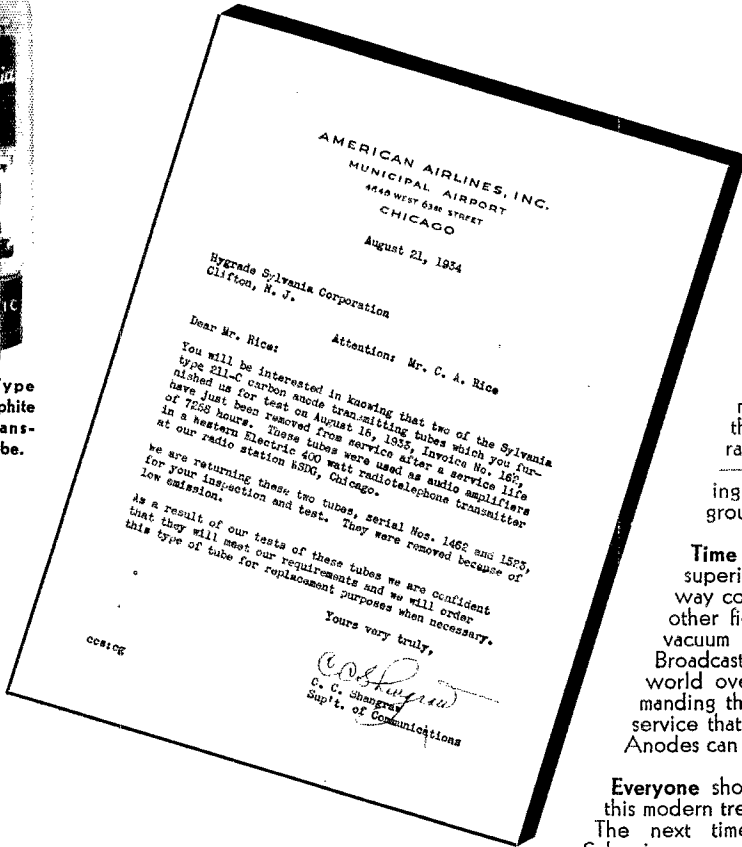 ia
IC
Type
phite
ans-
be.
AMERICAN AIRLINES, INC.
MUNICIPAL AIRPORT
4848 WEST 63RD STREET
CHICAGO
August 21, 1934
Hygrade Sylvania Corporation
Clifton, N. J.
Attention: Mr. C. A. Rice
Dear Mr. Rice:
You will be interested in knowing that two of the Sylvania
type 211-C carbon anode transmitting tubes which you fur-
nished us for test on August 16, 1933, Invoice No. 162,
have just been removed from service after a service life
of 7258 hours. These tubes were used as audio amplifiers
in a Western Electric 400 watt radiotelephone transmitter
at our radio station KSDG, Chicago.
We are returning these two tubes, serial Nos. 1462 and 1523,
for your inspection and test. They were removed because of
low emission.
As a result of our tests of these tubes we are confident
that they will meet our requirements and we will order
this type of tube for replacement purposes when necessary.
Yours very truly,
C C Shangraw
C. C. Shangraw
Sup't. of Communications
ccs:cg
th
ra
ing
grou
Time
superi
way co
other fi
vacuum
Broadcast
world ove
manding th
service that
Anodes can
Everyone sho
this modern tre
The next time